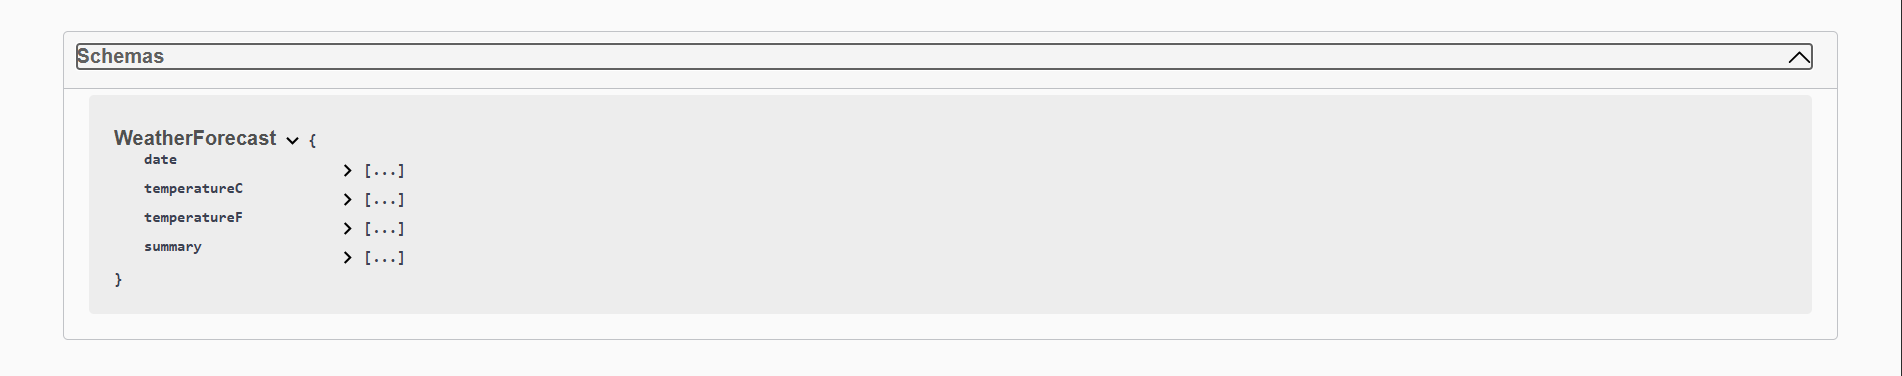 Schemas
WeatherForecast {
date [...]
temperatureC [...]
temperatureF [...]
summary [...]
}